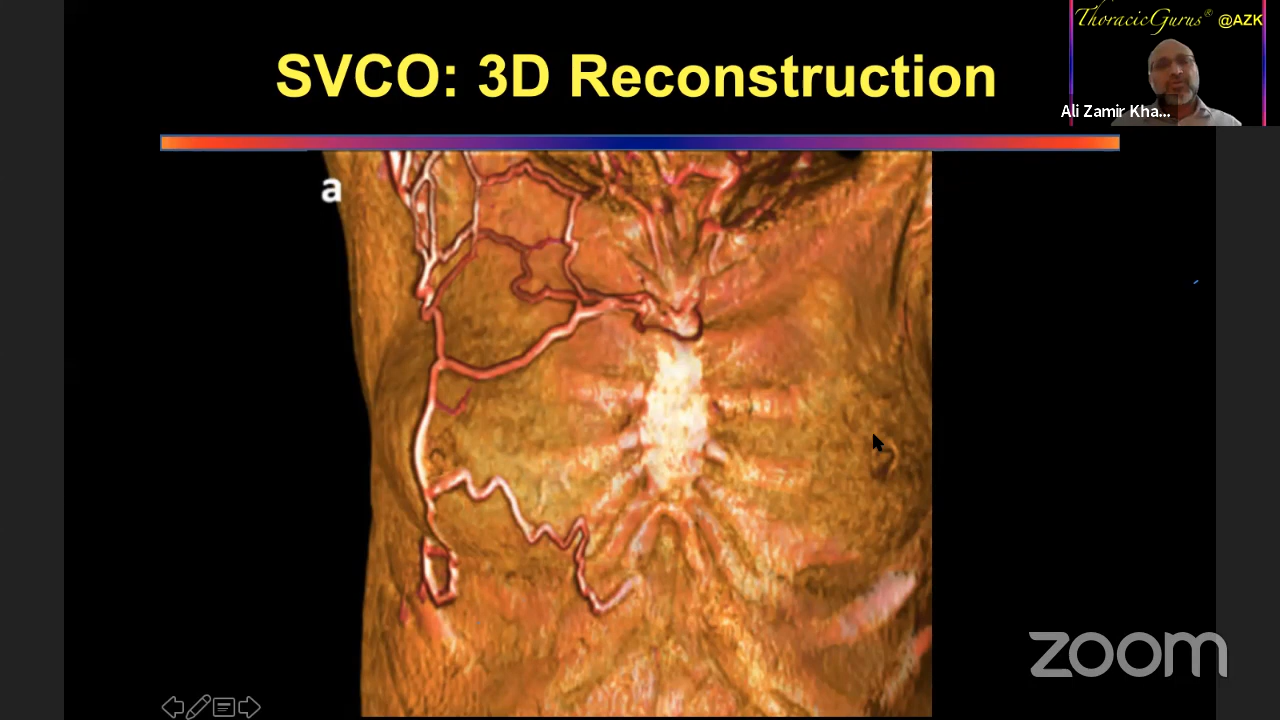 SVCO: 3D Reconstruction
ThoracicGurus® @AZK
Ali Zamir Kha...
a
zoom